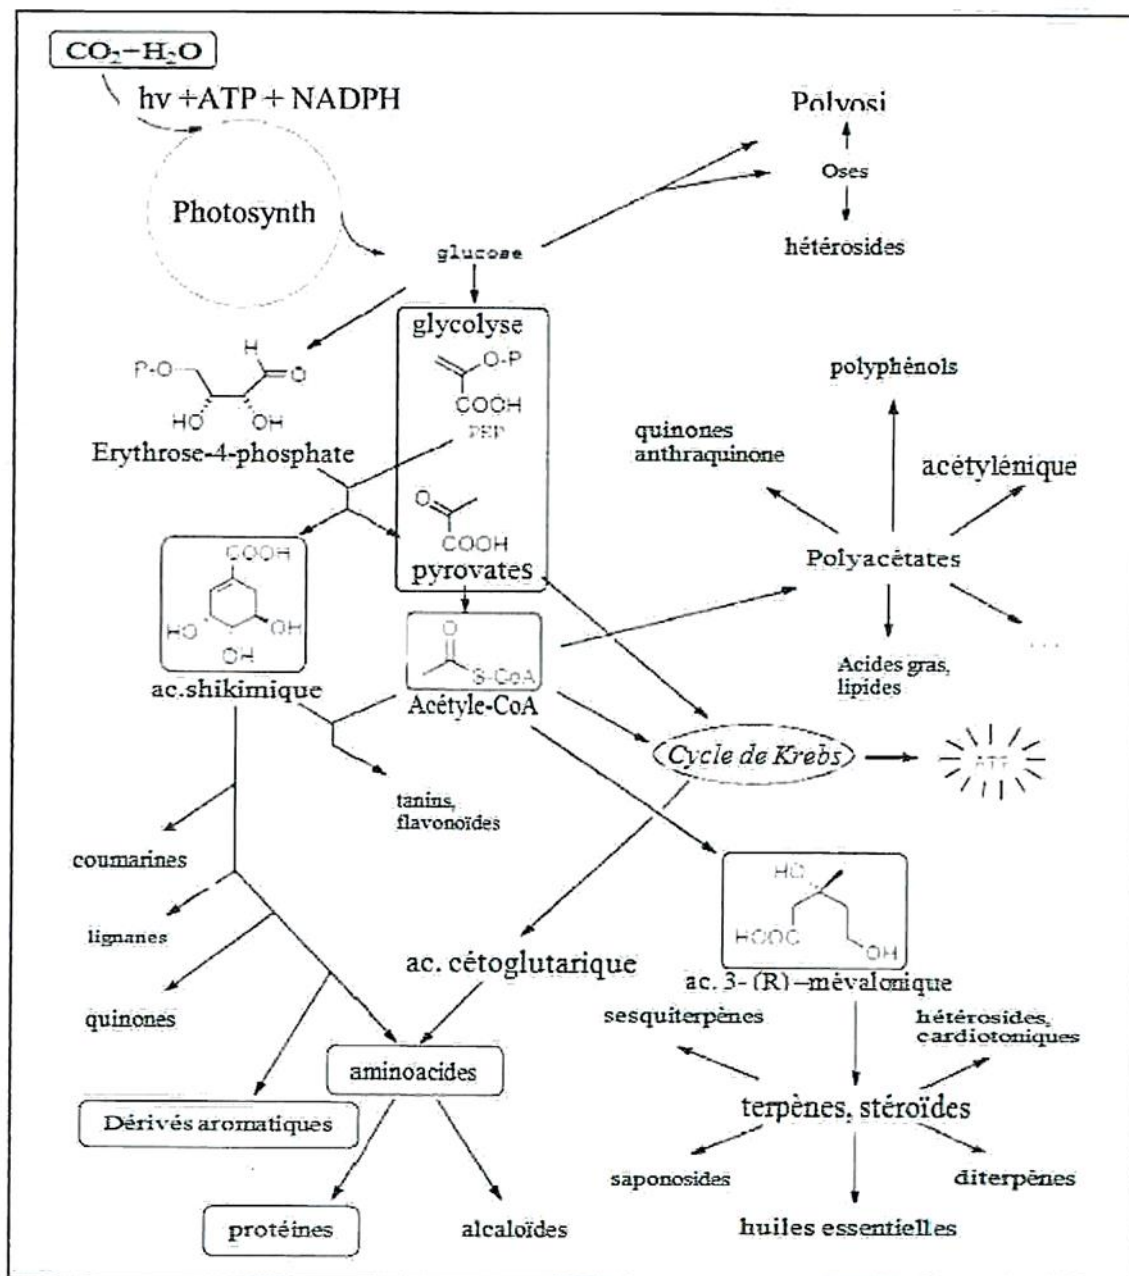 CO₂–H₂O
hν +ATP + NADPH
Photosynth
Polyosi
Oses
hétérosides
glucose
glycolyse
O-P
COOH
PEP
O
COOH
pyrovates
H
P-O
O
HO
OH
Erythrose-4-phosphate
polyphénols
quinones
anthraquinone
acétylénique
Polyacétates
...
Acides gras,
lipides
COOH
HO
OH
OH
ac.shikimique
O
S-CoA
Acétyle-CoA
Cycle de Krebs
ATP
tanins,
flavonoïdes
coumarines
lignanes
quinones
Dérivés aromatiques
ac. cétoglutarique
aminoacides
protéines
alcaloïdes
HO
HOOC
OH
ac. 3- (R) –mévalonique
sesquiterpènes
hétérosides,
cardiotoniques
terpènes, stéroïdes
saponosides
diterpènes
huiles essentielles